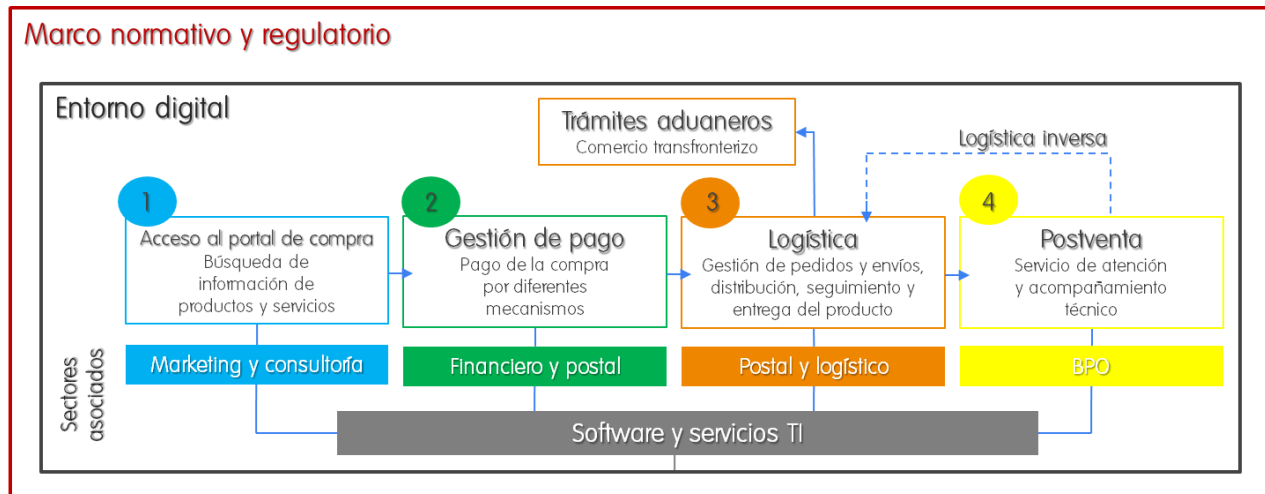 Marco normativo y regulatorio
Entorno digital
Trámites aduaneros
Comercio transfronterizo
Logística inversa
1
Acceso al portal de compra
Búsqueda de
información de
productos y servicios
2
Gestión de pago
Pago de la compra
por diferentes
mecanismos
3
Logística
Gestión de pedidos y envíos,
distribución, seguimiento y
entrega del producto
4
Postventa
Servicio de atención
y acompañamiento
técnico
Sectores
asociados
Marketing y consultoría
Financiero y postal
Postal y logístico
BPO
Software y servicios TI